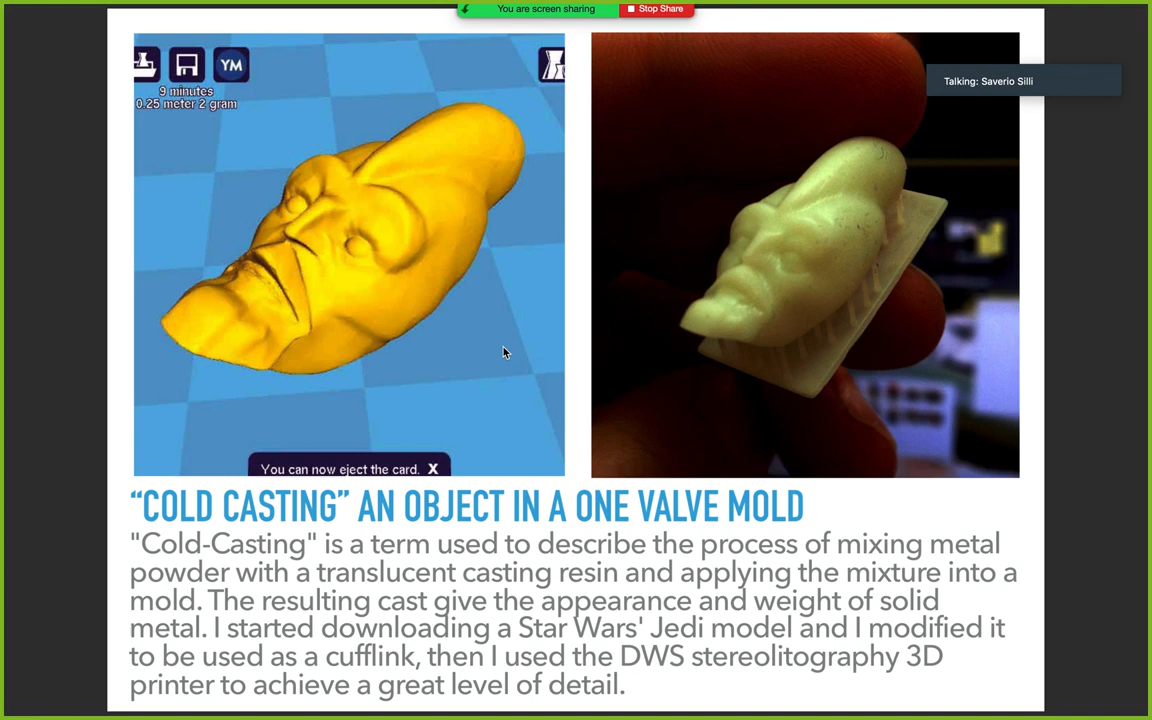 You are screen sharing
Stop Share
Talking: Saverio Silli
YM
9 minutes
0.25 meter 2 gram
You can now eject the card. X
“COLD CASTING” AN OBJECT IN A ONE VALVE MOLD
"Cold-Casting" is a term used to describe the process of mixing metal
powder with a translucent casting resin and applying the mixture into a
mold. The resulting cast give the appearance and weight of solid
metal. I started downloading a Star Wars' Jedi model and I modified it
to be used as a cufflink, then I used the DWS stereolitography 3D
printer to achieve a great level of detail.